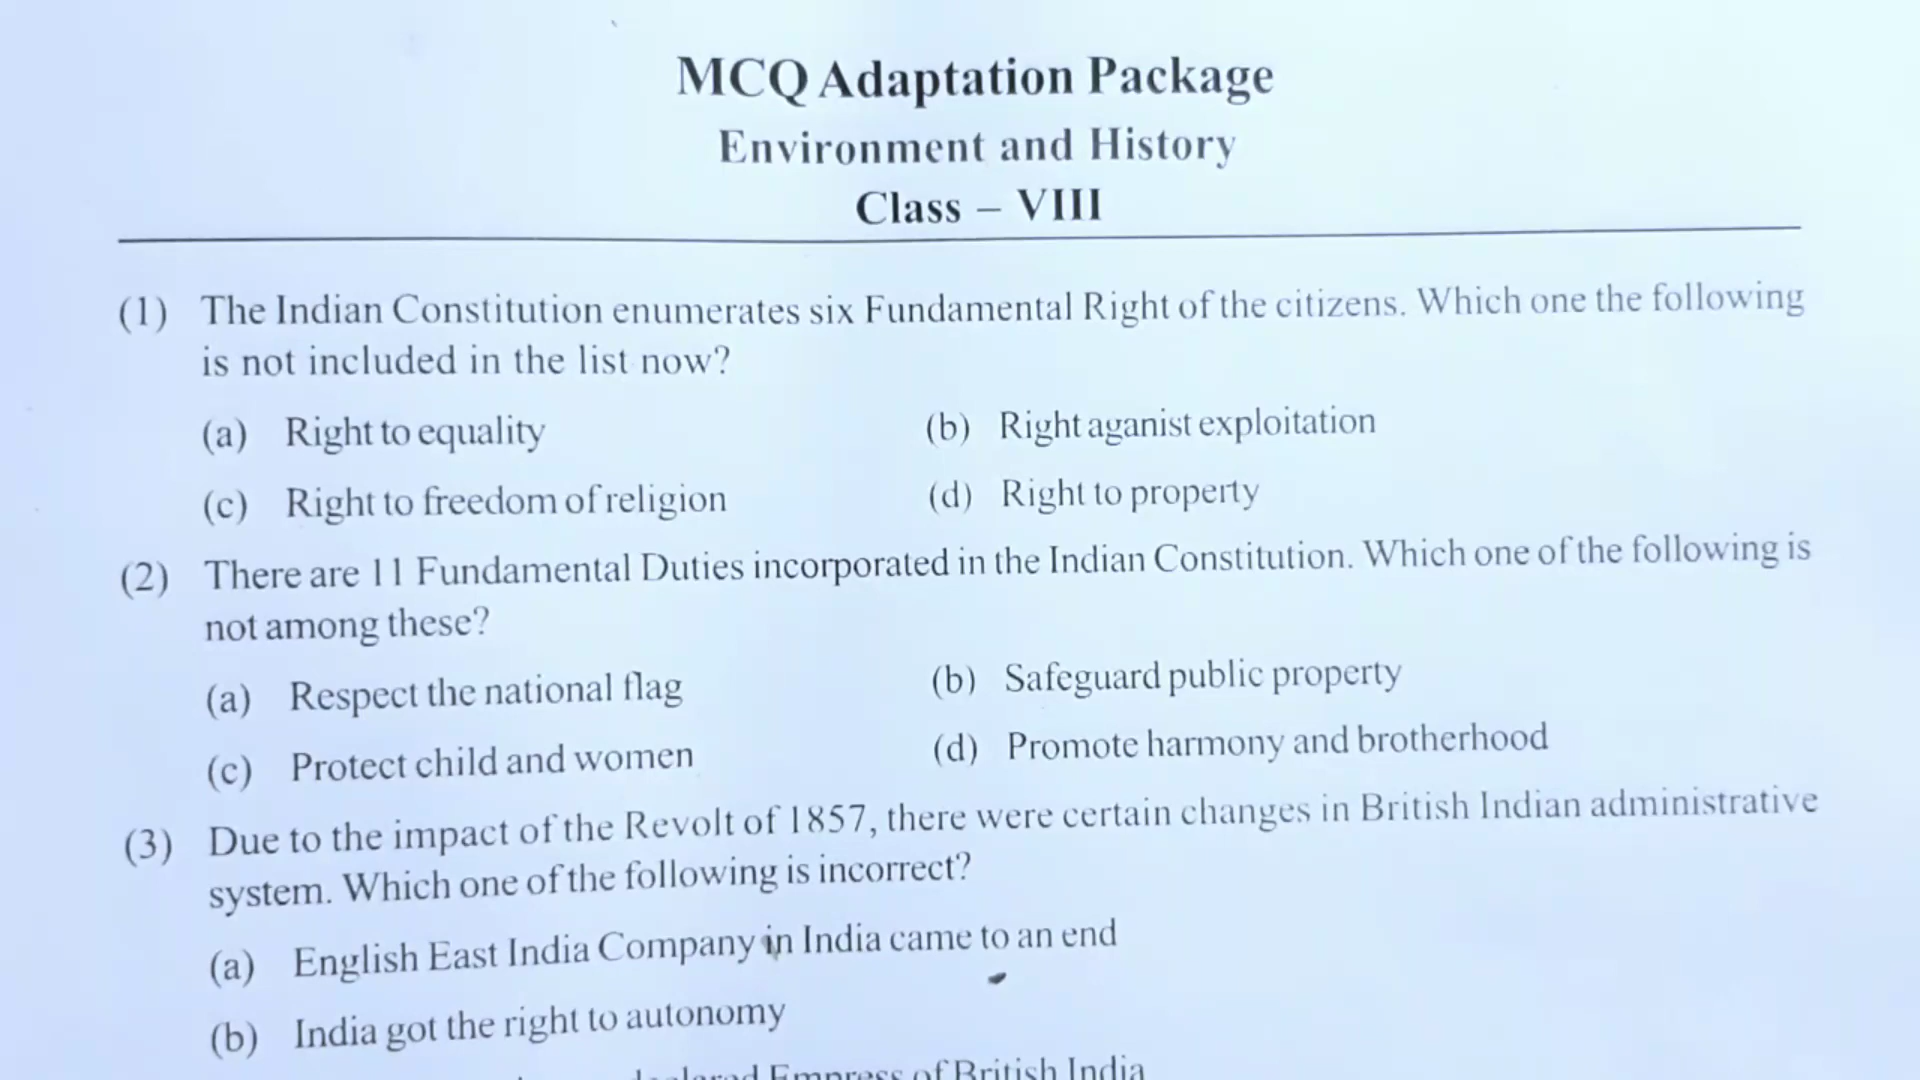 MCQ Adaptation Package
Environment and History
Class – VIII
(1) The Indian Constitution enumerates six Fundamental Right of the citizens. Which one the following
is not included in the list now?
(a) Right to equality (b) Right aganist exploitation
(c) Right to freedom of religion (d) Right to property
(2) There are 11 Fundamental Duties incorporated in the Indian Constitution. Which one of the following is
not among these?
(a) Respect the national flag (b) Safeguard public property
(c) Protect child and women (d) Promote harmony and brotherhood
(3) Due to the impact of the Revolt of 1857, there were certain changes in British Indian administrative
system. Which one of the following is incorrect?
(a) English East India Company in India came to an end
(b) India got the right to autonomy
declared Empress of British India